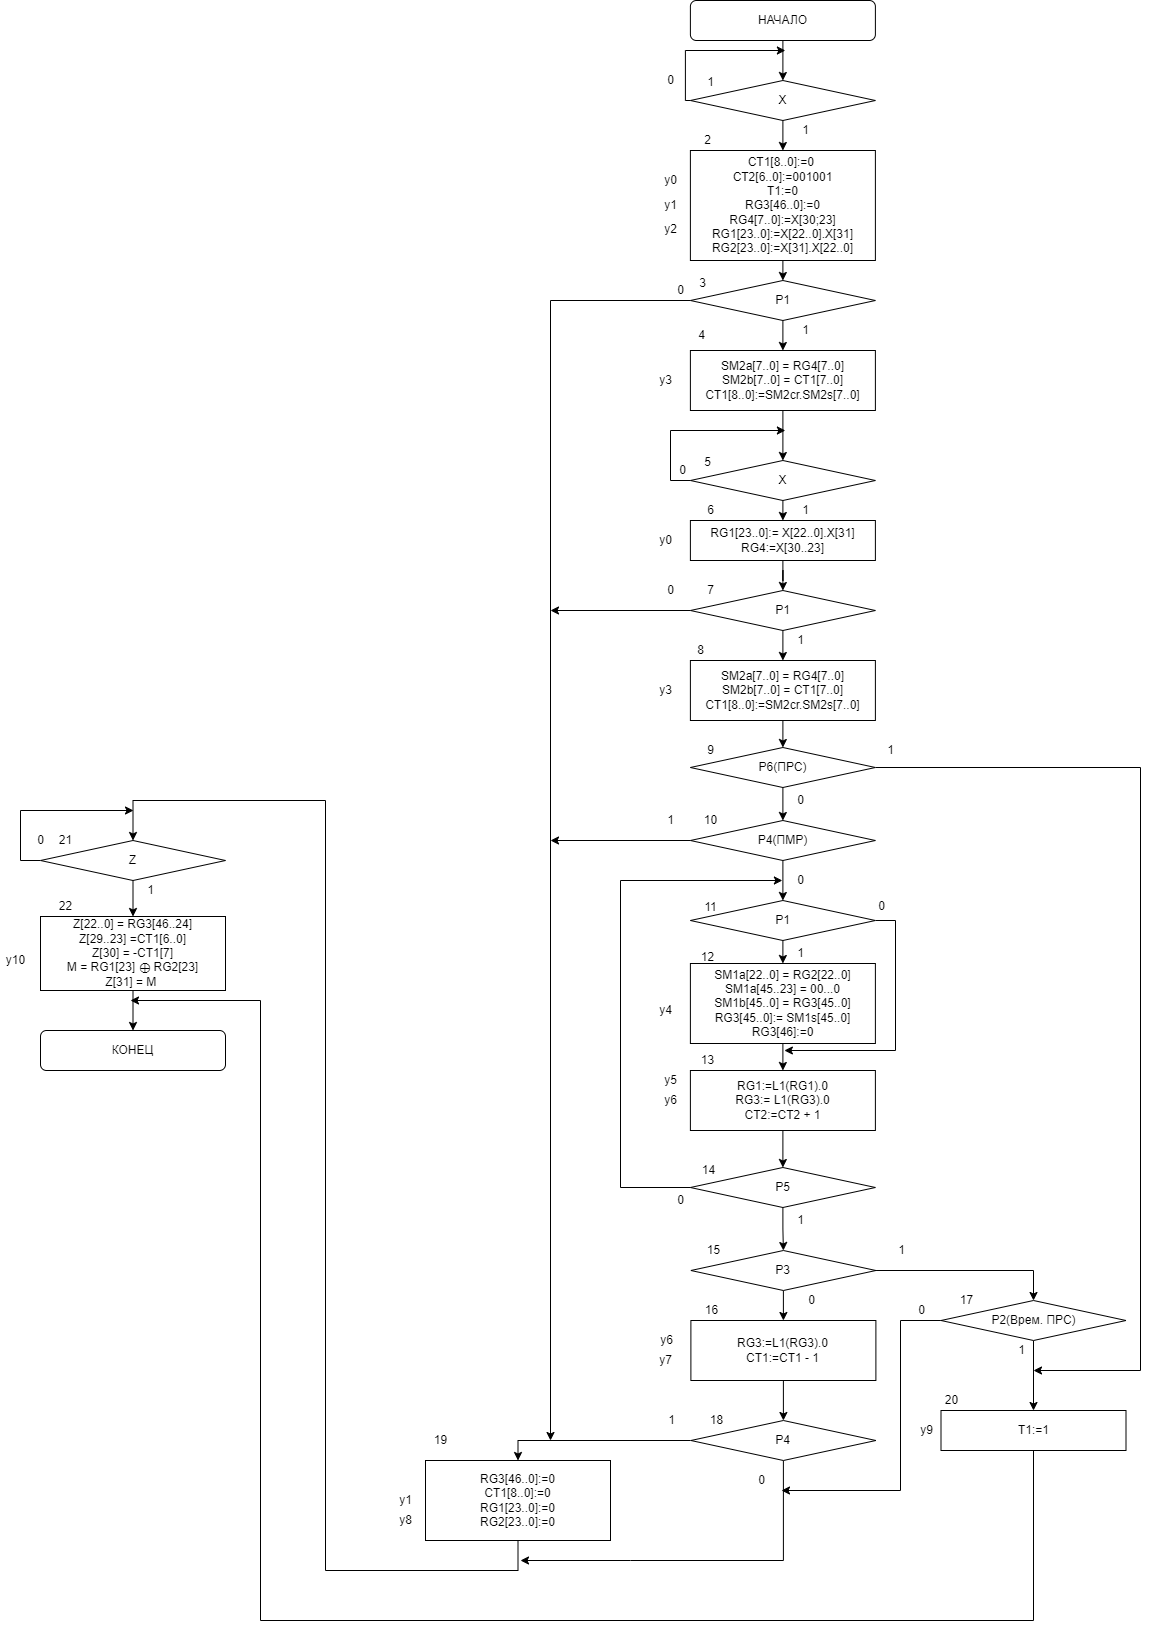 НАЧАЛО
0
1
X
1
2
CT1[8..0]:=0
y0
CT2[6..0]:=001001
T1:=0
y1
RG3[46..0]:=0
RG4[7..0]:=X[30;23]
y2
RG1[23..0]:=X[22..0].X[31]
RG2[23..0]:=X[31].X[22..0]
0
3
P1
1
4
SM2a[7..0] = RG4[7..0]
y3
SM2b[7..0] = CT1[7..0]
CT1[8..0]:=SM2cr.SM2s[7..0]
5
0
X
6
1
RG1[23..0]:= X[22..0].X[31]
y0
RG4:=X[30..23]
0
7
P1
1
8
SM2a[7..0] = RG4[7..0]
y3
SM2b[7..0] = CT1[7..0]
CT1[8..0]:=SM2cr.SM2s[7..0]
9
1
P6(ПРС)
0
1
10
P4(ПМР)
0
11
0
P1
1
12
SM1a[22..0] = RG2[22..0]
SM1a[45..23] = 00...0
SM1b[45..0] = RG3[45..0]
y4
RG3[45..0]:= SM1s[45..0]
RG3[46]:=0
13
y5
RG1:=L1(RG1).0
y6
RG3:= L1(RG3).0
CT2:=CT2 + 1
14
P5
0
1
15
1
P3
0
16
y6
RG3:=L1(RG3).0
y7
CT1:=CT1 - 1
17
0
P2(Врем. ПРС)
1
20
y9
T1:=1
1
18
P4
0
19
RG3[46..0]:=0
CT1[8..0]:=0
y1
RG1[23..0]:=0
y8
RG2[23..0]:=0
0
21
Z
1
22
Z[22..0] = RG3[46..24]
Z[29..23] =CT1[6..0]
y10
Z[30] = -CT1[7]
M = RG1[23] ⊕ RG2[23]
Z[31] = M
КОНЕЦ